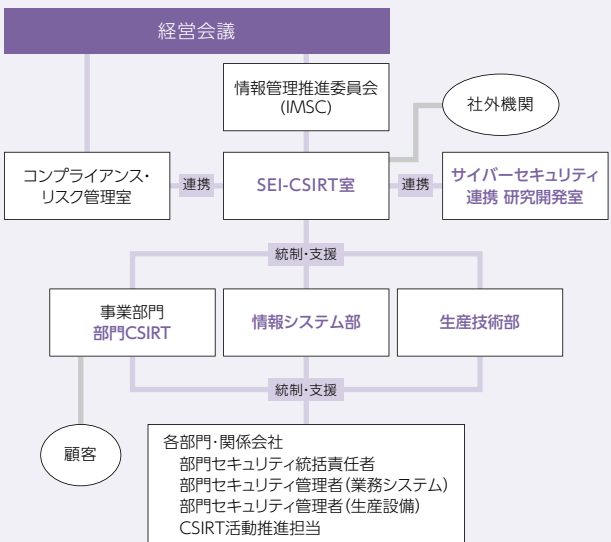 経営会議
情報管理推進委員会
(IMSC)
社外機関
コンプライアンス・
リスク管理室
連携
SEI-CSIRT室
連携
サイバーセキュリティ
連携 研究開発室
統制・支援
事業部門
部門CSIRT
情報システム部
生産技術部
統制・支援
顧客
各部門・関係会社
部門セキュリティ統括責任者
部門セキュリティ管理者(業務システム)
部門セキュリティ管理者(生産設備)
CSIRT活動推進担当